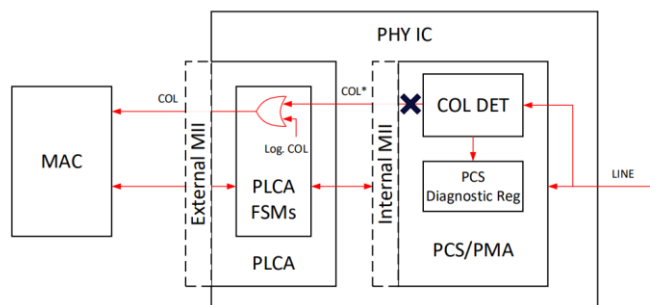 PHY IC
MAC
COL
External MII
Log. COL
PLCA
FSMs
PLCA
COL*
Internal MII
COL DET
PCS
Diagnostic Reg
PCS/PMA
LINE